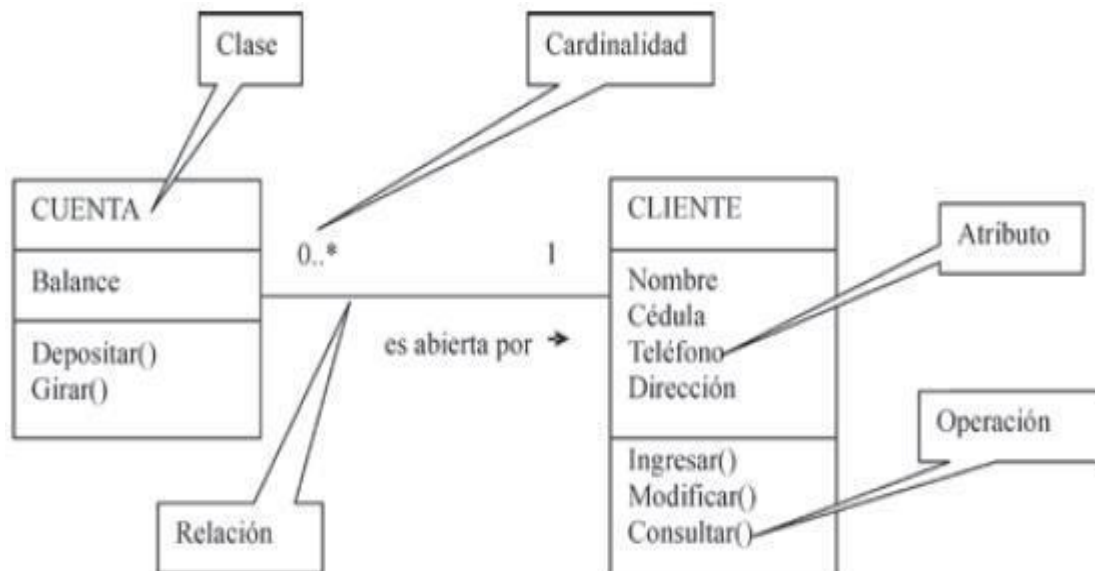 Clase
Cardinalidad
CUENTA
Balance
Depositar()
Girar()
0..*
1
es abierta por
CLIENTE
Nombre
Cédula
Teléfono
Dirección
Ingresar()
Modificar()
Consultar()
Atributo
Operación
Relación